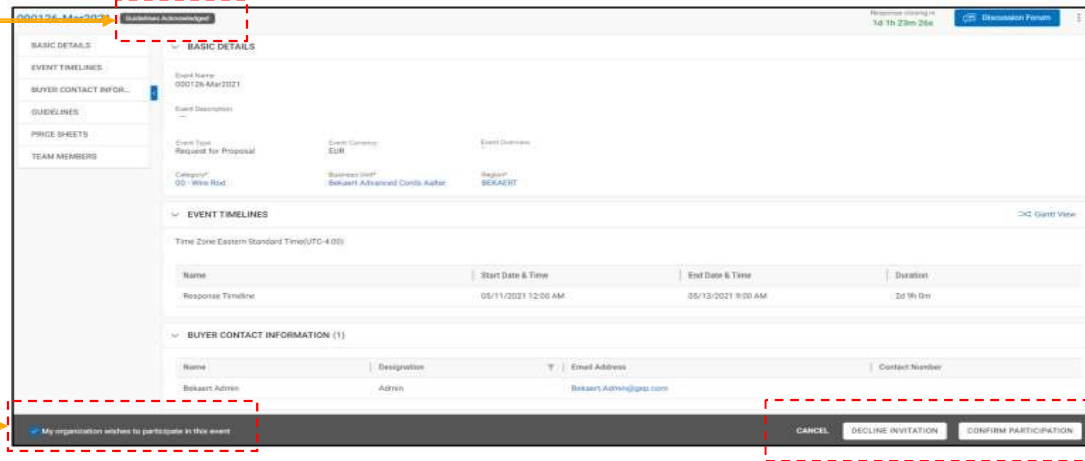 000126-Mar2021 Guidelines Acknowledged
Response closing in
1d 1h 23m 26s
Discussion Forum
BASIC DETAILS
EVENT TIMELINES
BUYER CONTACT INFOR...
GUIDELINES
PRICE SHEETS
TEAM MEMBERS
BASIC DETAILS
Event Name
000126-Mar2021
Event Description
—
Event Type Event Currency Event Overview
Request for Proposal EUR
Category* Business Unit* Region*
00 - Wire Rod Bekaert Advanced Cords Aalter BEKAERT
EVENT TIMELINES Gantt View
Time Zone Eastern Standard Time(UTC-4:00)
Name Start Date & Time End Date & Time Duration
Response Timeline 05/11/2021 12:00 AM 05/13/2021 9:00 AM 2d 9h 0m
BUYER CONTACT INFORMATION (1)
Name Designation Email Address Contact Number
Bekaert Admin Admin Bekaert.Admin@gep.com
My organization wishes to participate in this event CANCEL DECLINE INVITATION CONFIRM PARTICIPATION